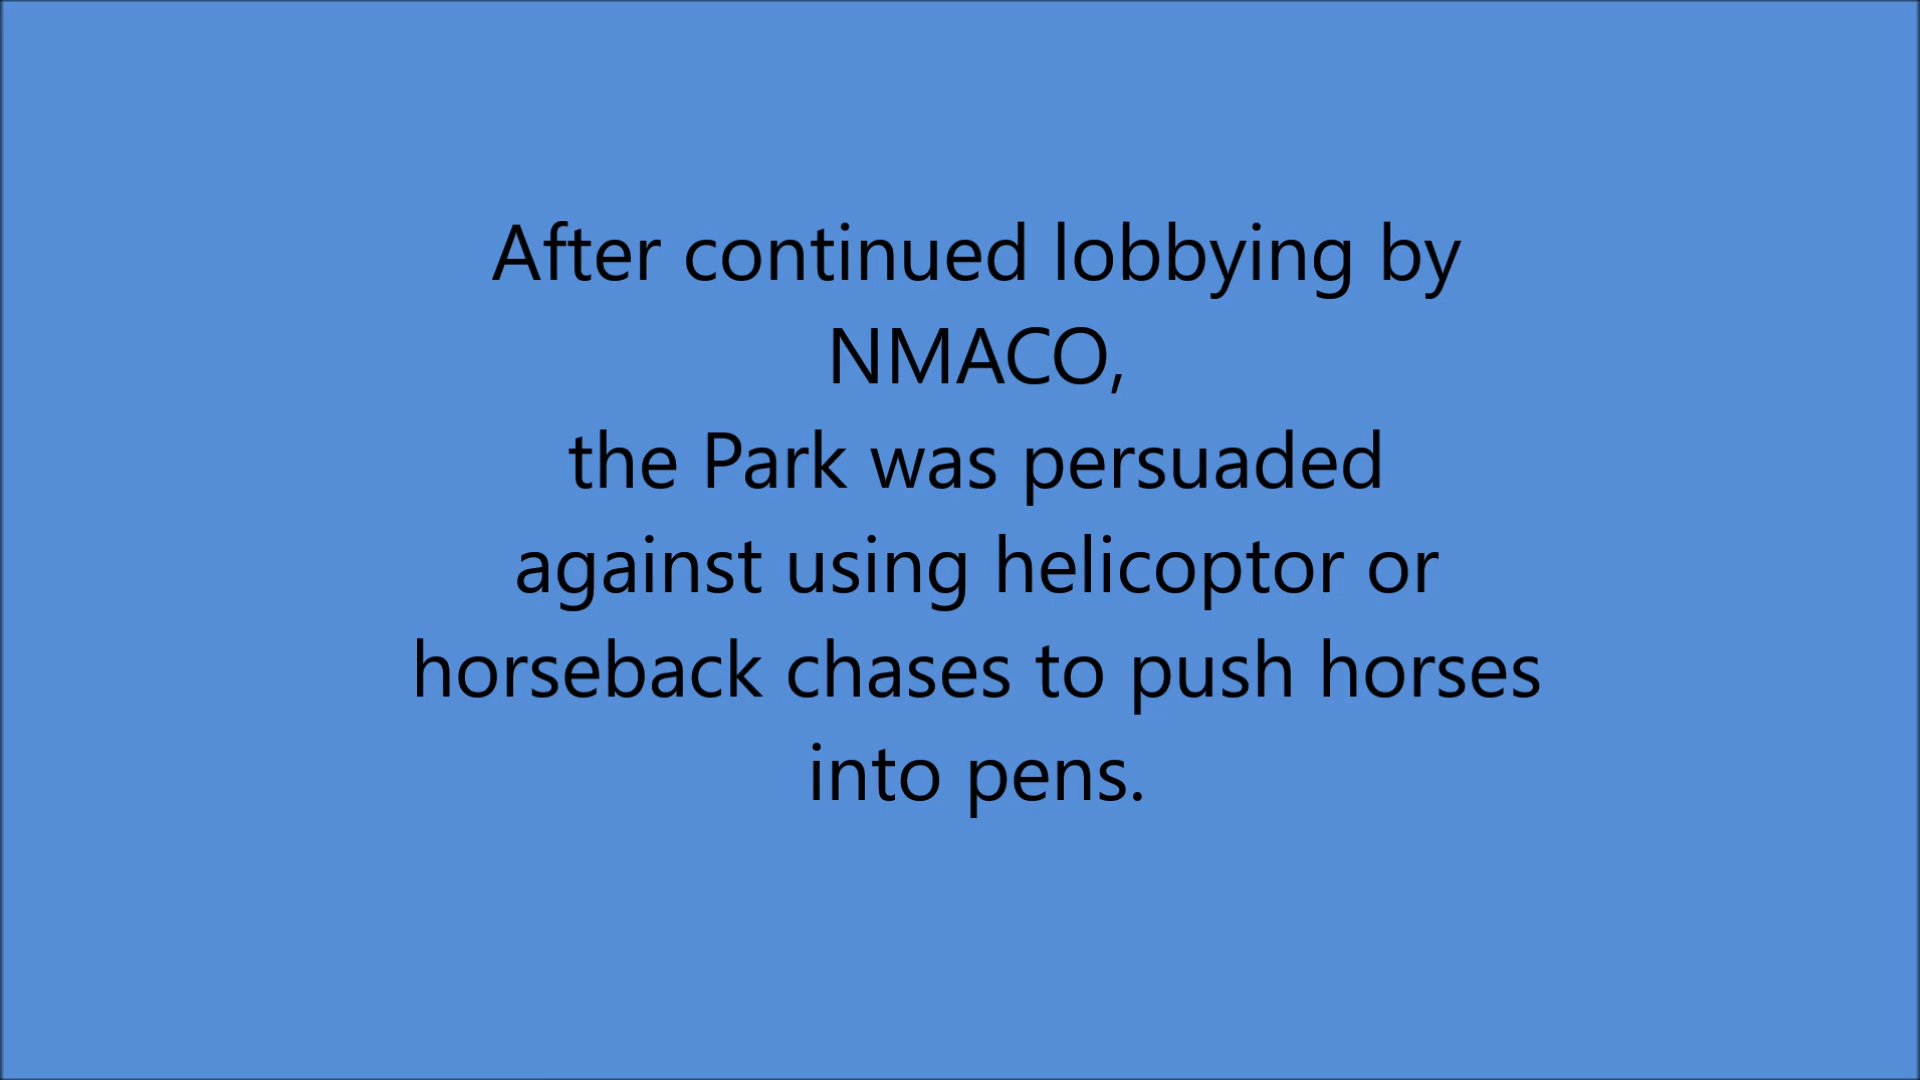 After continued lobbying by
NMACO,
the Park was persuaded
against using helicoptor or
horseback chases to push horses
into pens.